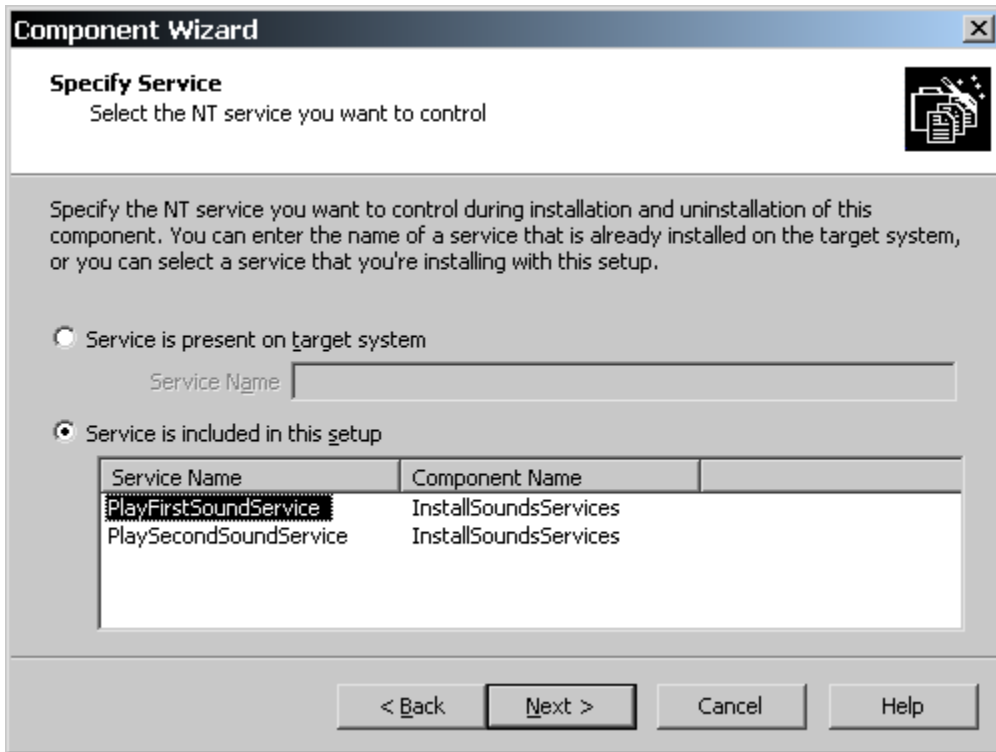 Component Wizard
Specify Service
Select the NT service you want to control
Specify the NT service you want to control during installation and uninstallation of this
component. You can enter the name of a service that is already installed on the target system,
or you can select a service that you're installing with this setup.
Service is present on target system
Service Name
Service is included in this setup
Service Name Component Name
PlayFirstSoundService InstallSoundsServices
PlaySecondSoundService InstallSoundsServices
< Back Next > Cancel Help